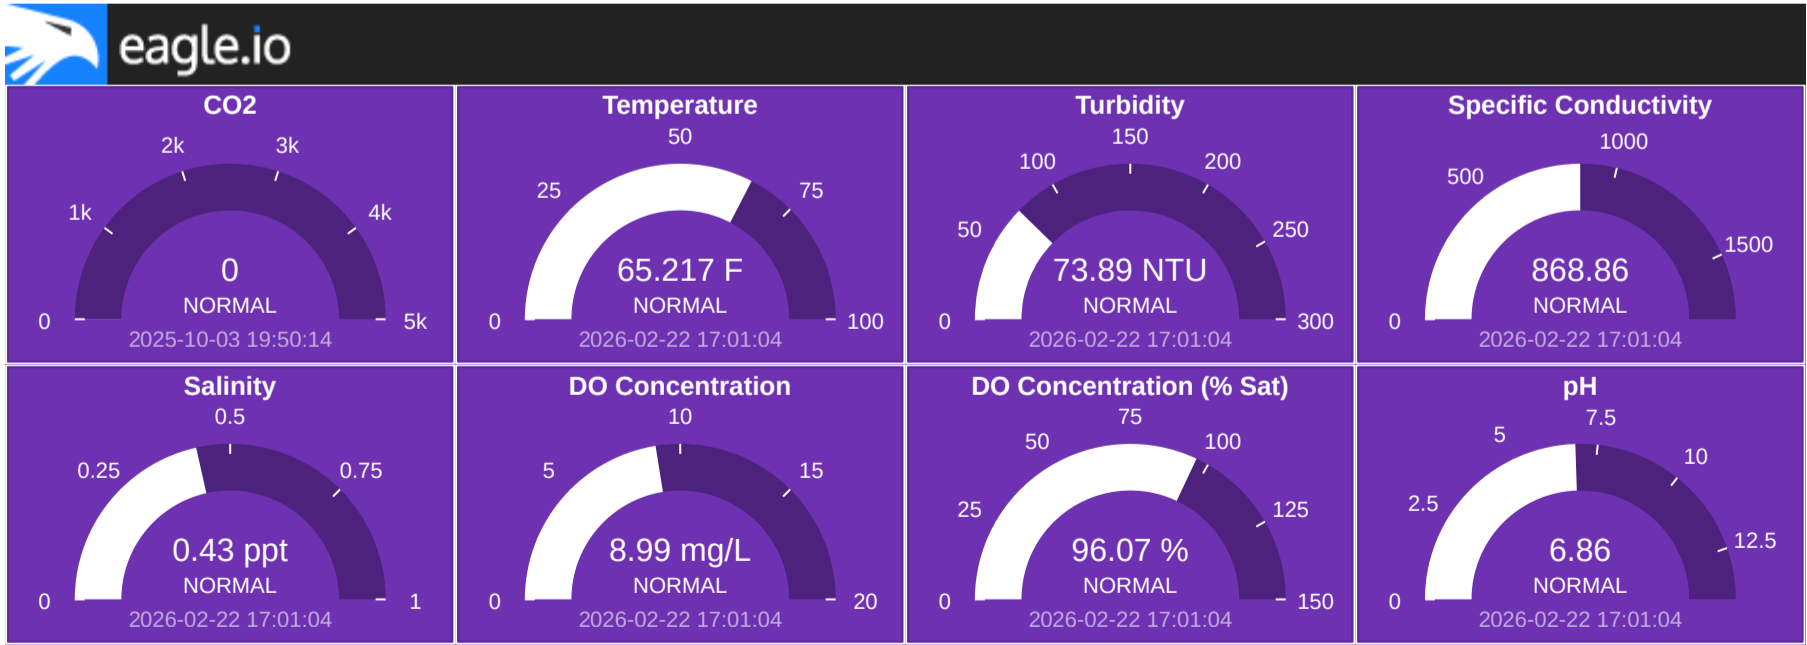 eagle.io
CO2
2k 3k
1k 4k
0
NORMAL
0 5k
2025-10-03 19:50:14
Temperature
50
25 75
65.217 F
NORMAL
0 100
2026-02-22 17:01:04
Turbidity
150
100 200
50 250
73.89 NTU
NORMAL
0 300
2026-02-22 17:01:04
Specific Conductivity
1000
500
1500
868.86
NORMAL
0
2026-02-22 17:01:04
Salinity
0.5
0.25 0.75
0.43 ppt
NORMAL
0 1
2026-02-22 17:01:04
DO Concentration
10
5 15
8.99 mg/L
NORMAL
0 20
2026-02-22 17:01:04
DO Concentration (% Sat)
75
50 100
25 125
96.07 %
NORMAL
0 150
2026-02-22 17:01:04
pH
7.5
5 10
2.5 12.5
6.86
NORMAL
0
2026-02-22 17:01:04